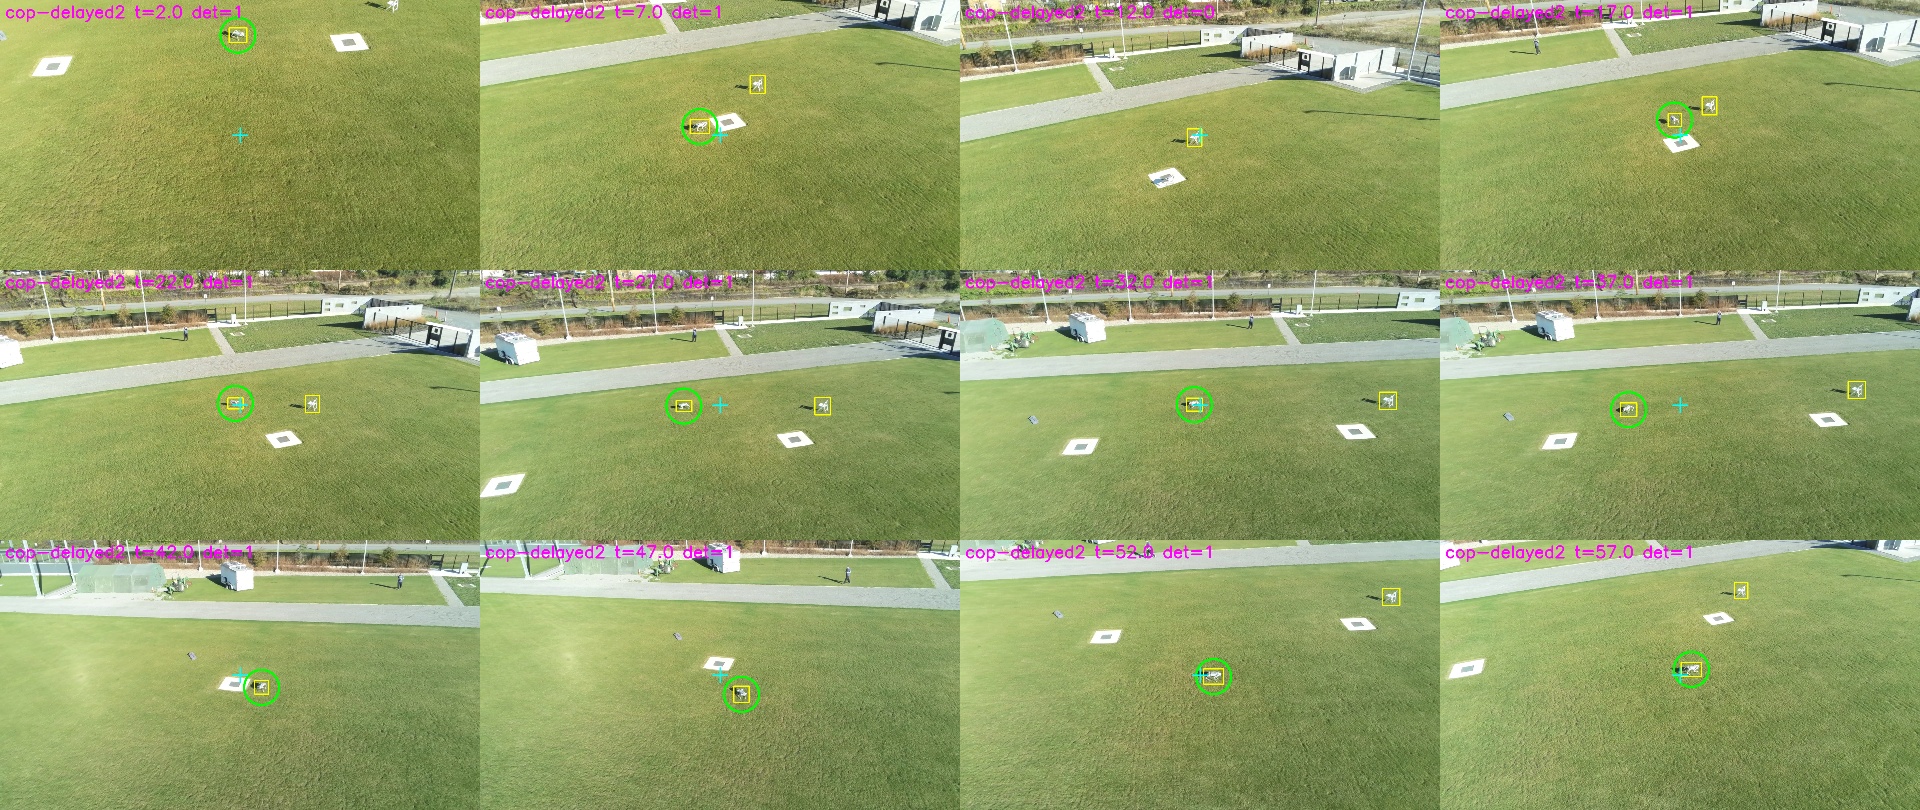 cop-delayed2 t=2.0 det=1
cop-delayed2 t=7.0 det=1
cop-delayed2 t=12.0 det=0
cop-delayed2 t=17.0 det=1
cop-delayed2 t=22.0 det=1
cop-delayed2 t=27.0 det=1
cop-delayed2 t=32.0 det=1
cop-delayed2 t=37.0 det=1
cop-delayed2 t=42.0 det=1
cop-delayed2 t=47.0 det=1
cop-delayed2 t=52.0 det=1
cop-delayed2 t=57.0 det=1